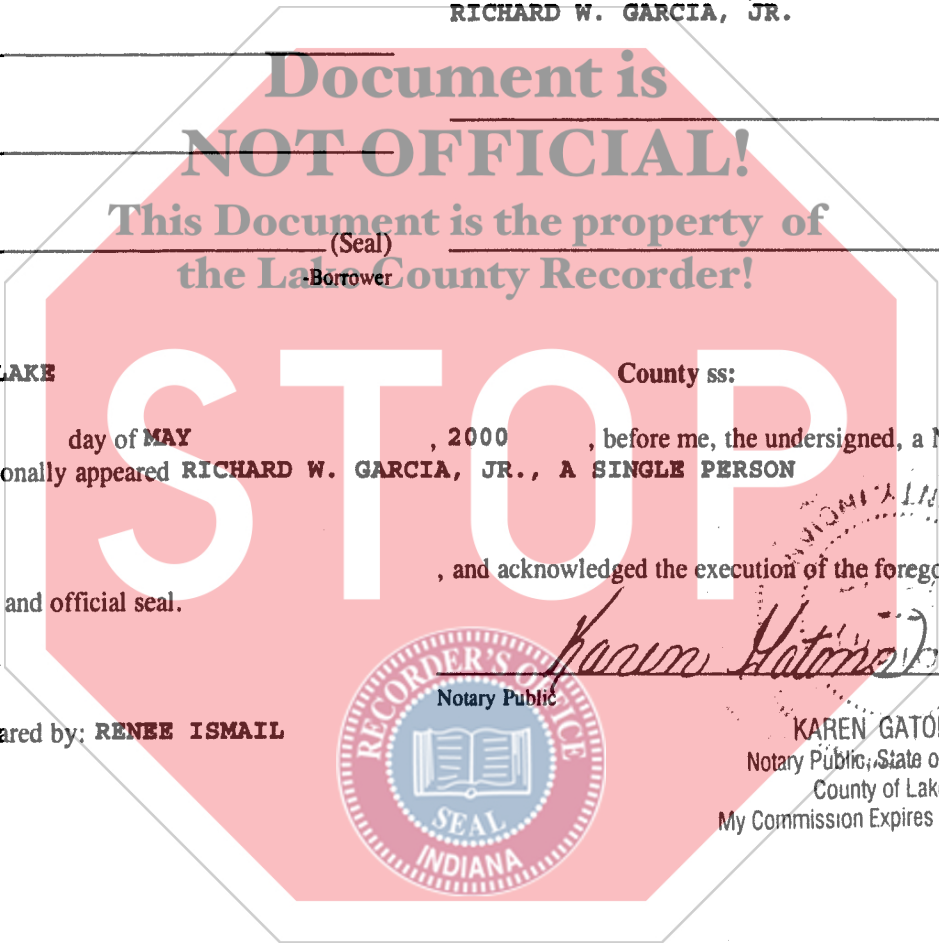 RICHARD W. GARCIA, JR.
Document is
NOT OFFICIAL!
This Document is the property of
(Seal)
the Lake County Recorder!
-Borrower
LAKE County ss:
STOP
day of MAY , 2000 , before me, the undersigned, a N
onally appeared RICHARD W. GARCIA, JR., A SINGLE PERSON
, and acknowledged the execution of the forego
and official seal.
Karen
Notary Public
RECORDER'S OFFICE
SEAL
INDIANA
ared by: RENEE ISMAIL
KAREN GATO
Notary Public, State o
County of Lak
My Commission Expires